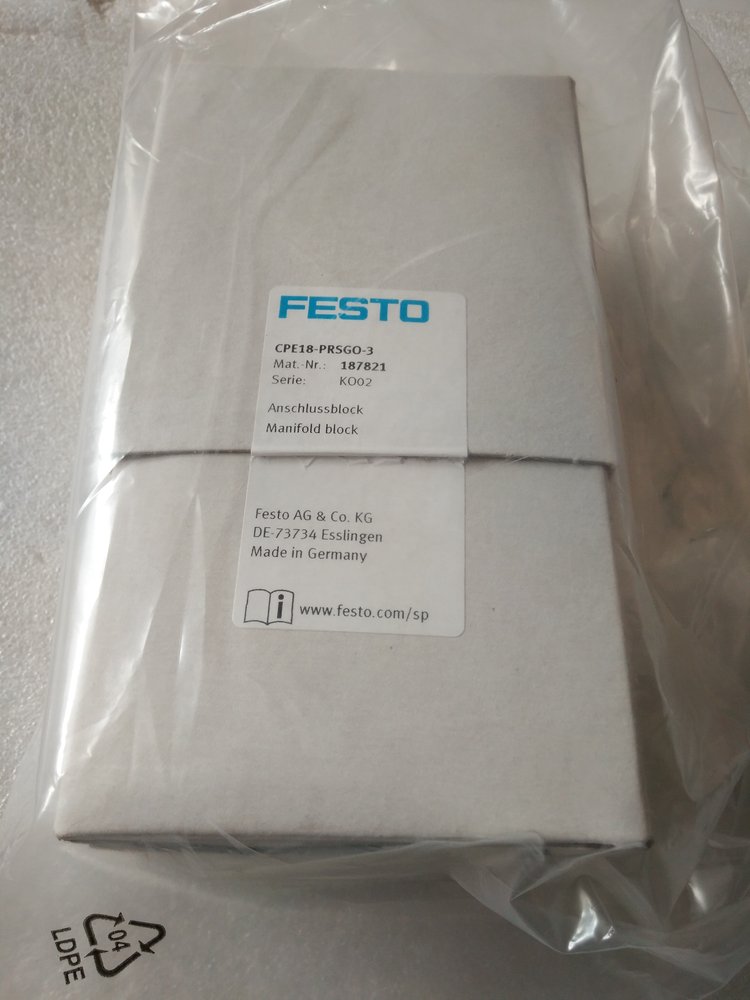 FESTO
CPE18-PRSGO-3
Mat.-Nr.: 187821
Serie: KO02
Anschlussblock
Manifold block
Festo AG & Co. KG
DE-73734 Esslingen
Made in Germany
i www.festo.com/sp
04
LDPE